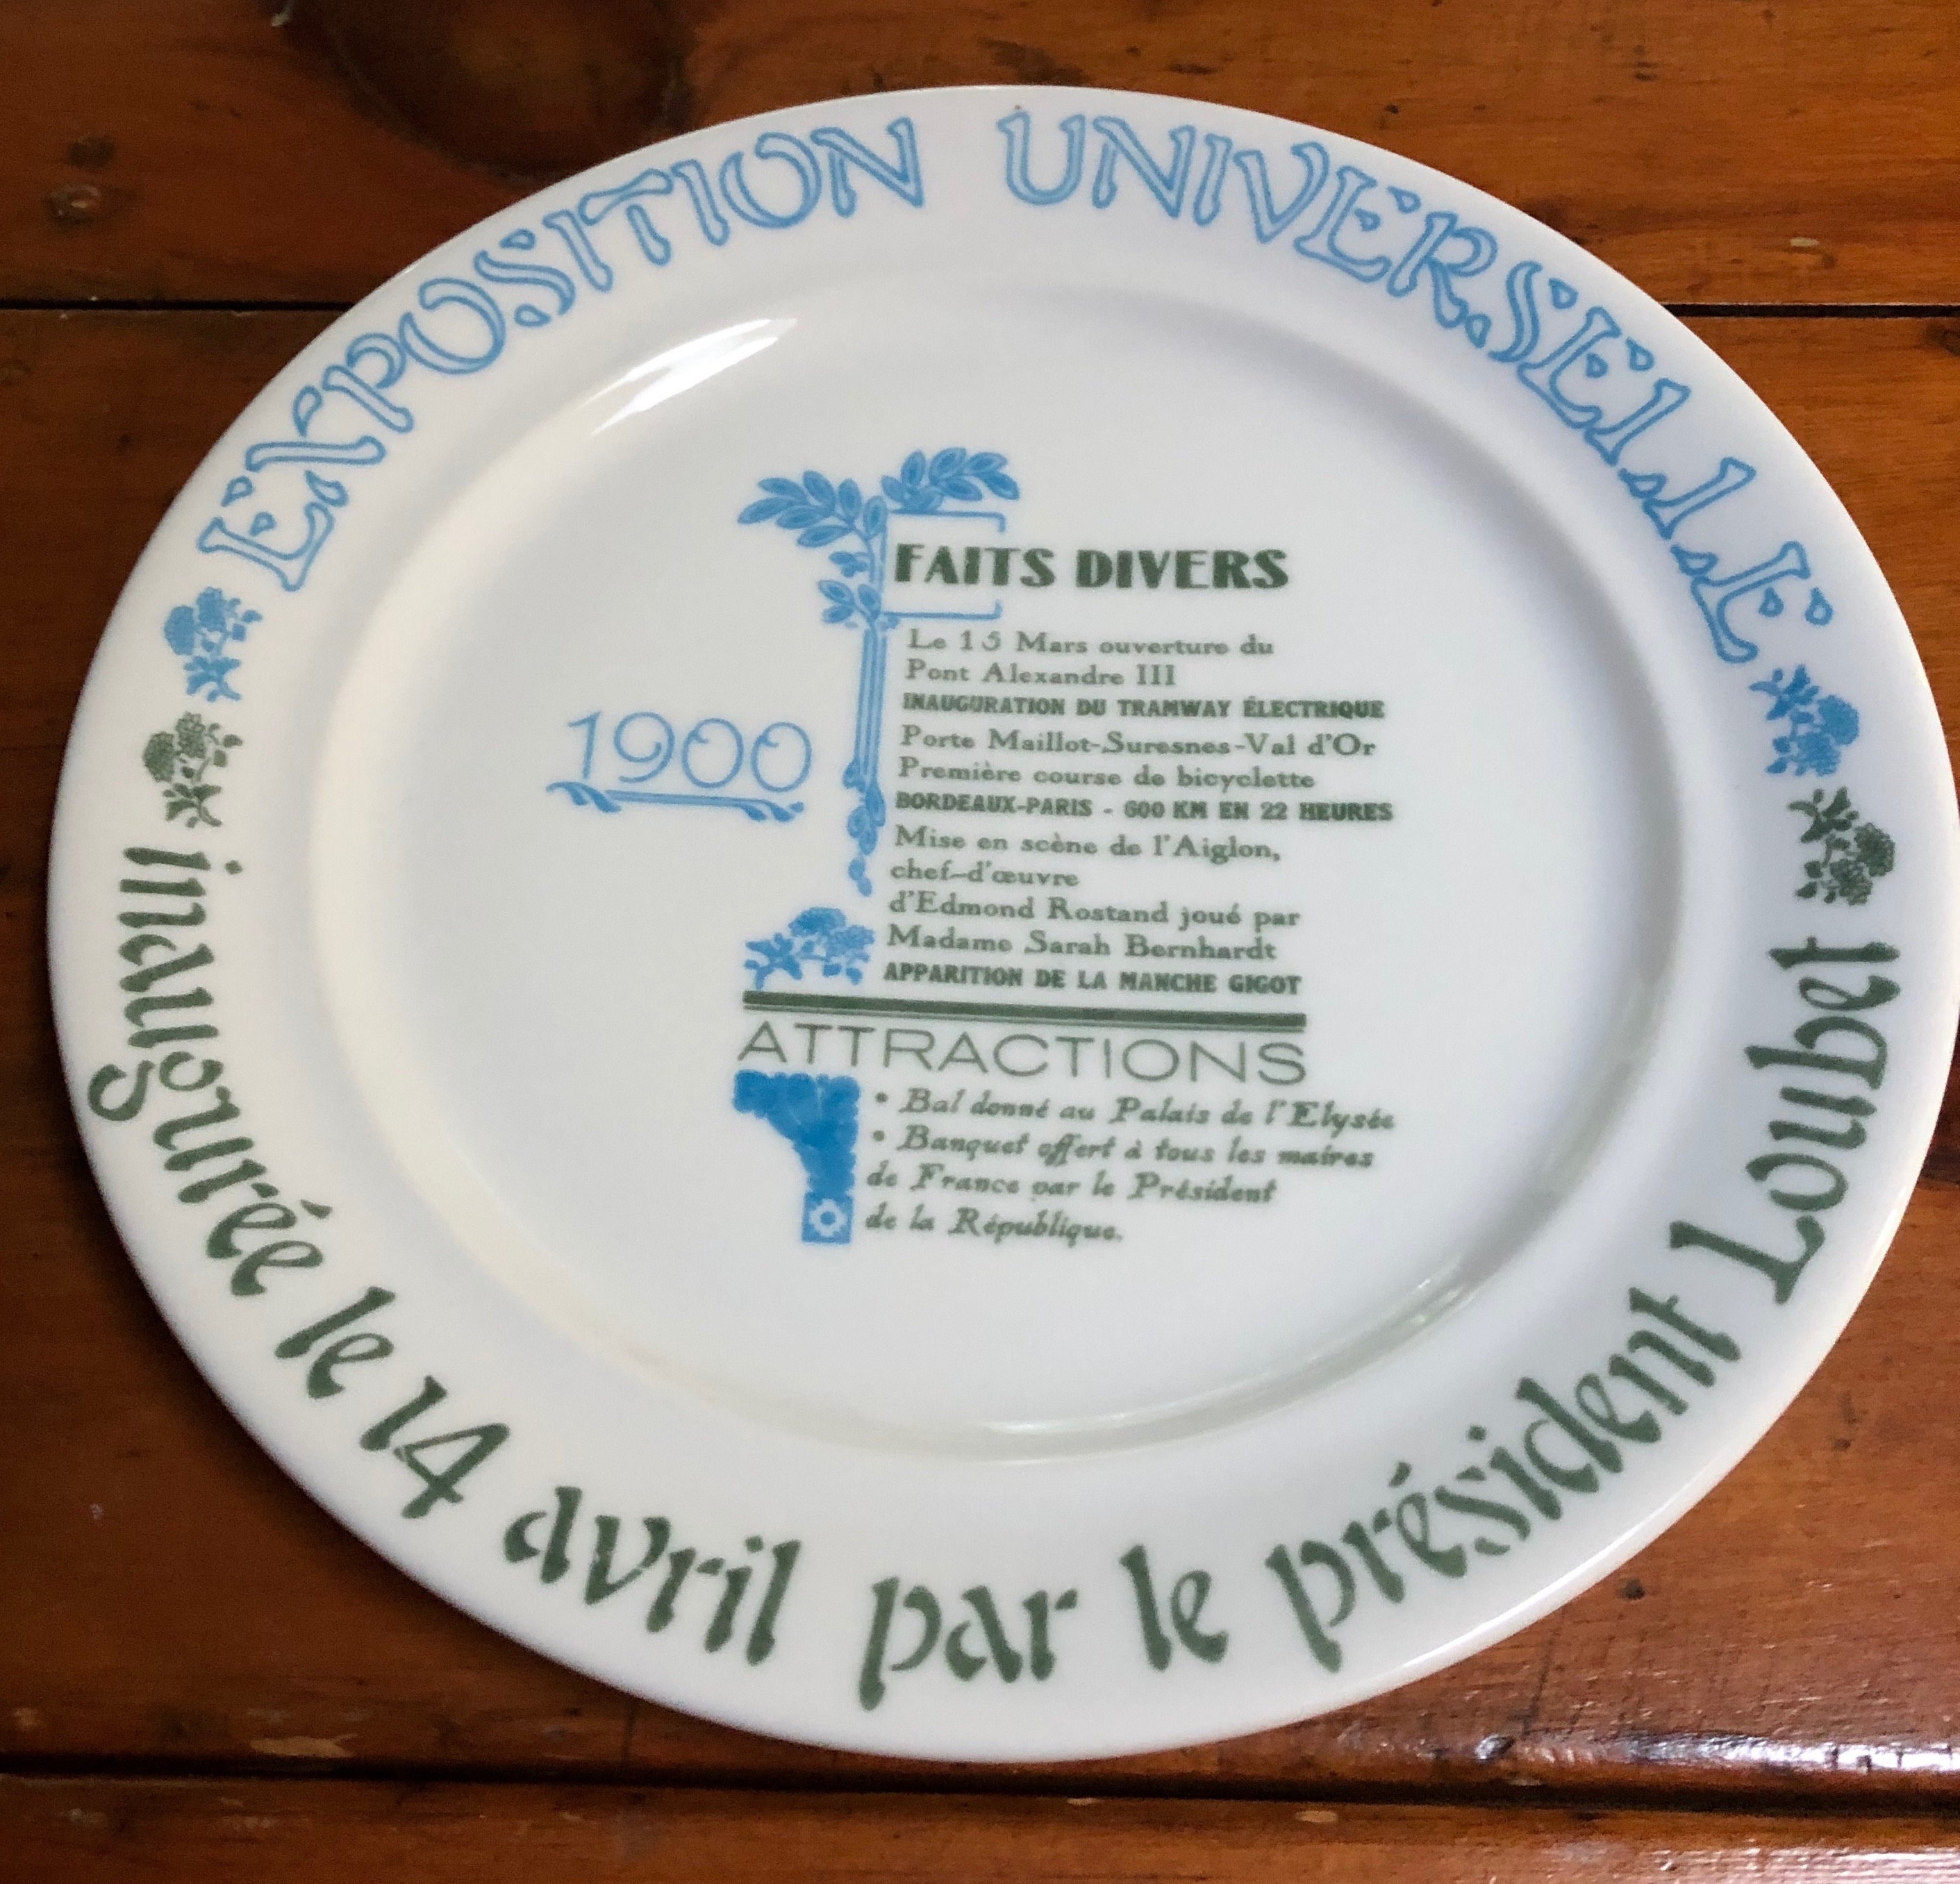 EXPOSITION UNIVERSELLE
1900
FAITS DIVERS
Le 15 Mars ouverture du
Pont Alexandre III
INAUGURATION DU TRAMWAY ÉLECTRIQUE
Porte Maillot-Suresnes-Val d'Or
Première course de bicyclette
BORDEAUX-PARIS - 600 KM EN 22 HEURES
Mise en scène de l'Aiglon,
chef-d'œuvre
d'Edmond Rostand joué par
Madame Sarah Bernhardt
APPARITION DE LA MANCHE GIGOT
ATTRACTIONS
• Bal donné au Palais de l'Elysée
• Banquet offert à tous les maires
de France par le Président
de la République.
inaugurée le 14 avril par le président Loubet